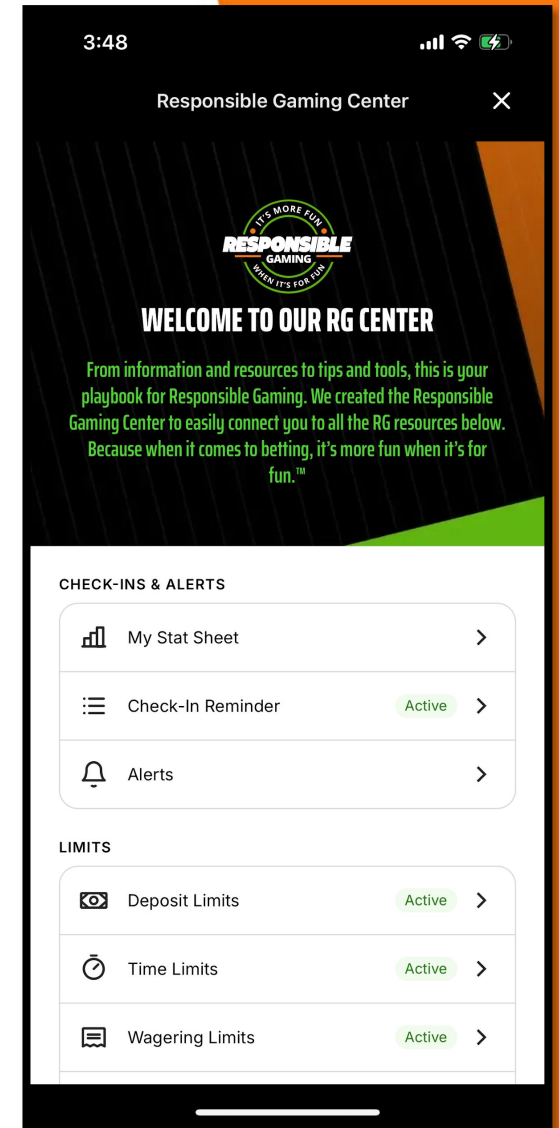 3:48
Responsible Gaming Center
IT'S MORE FUN
RESPONSIBLE
GAMING
WHEN IT'S FOR FUN
WELCOME TO OUR RG CENTER
From information and resources to tips and tools, this is your
playbook for Responsible Gaming. We created the Responsible
Gaming Center to easily connect you to all the RG resources below.
Because when it comes to betting, it's more fun when it's for
fun.™
CHECK-INS & ALERTS
My Stat Sheet
Check-In Reminder Active
Alerts
LIMITS
Deposit Limits Active
Time Limits Active
Wagering Limits Active